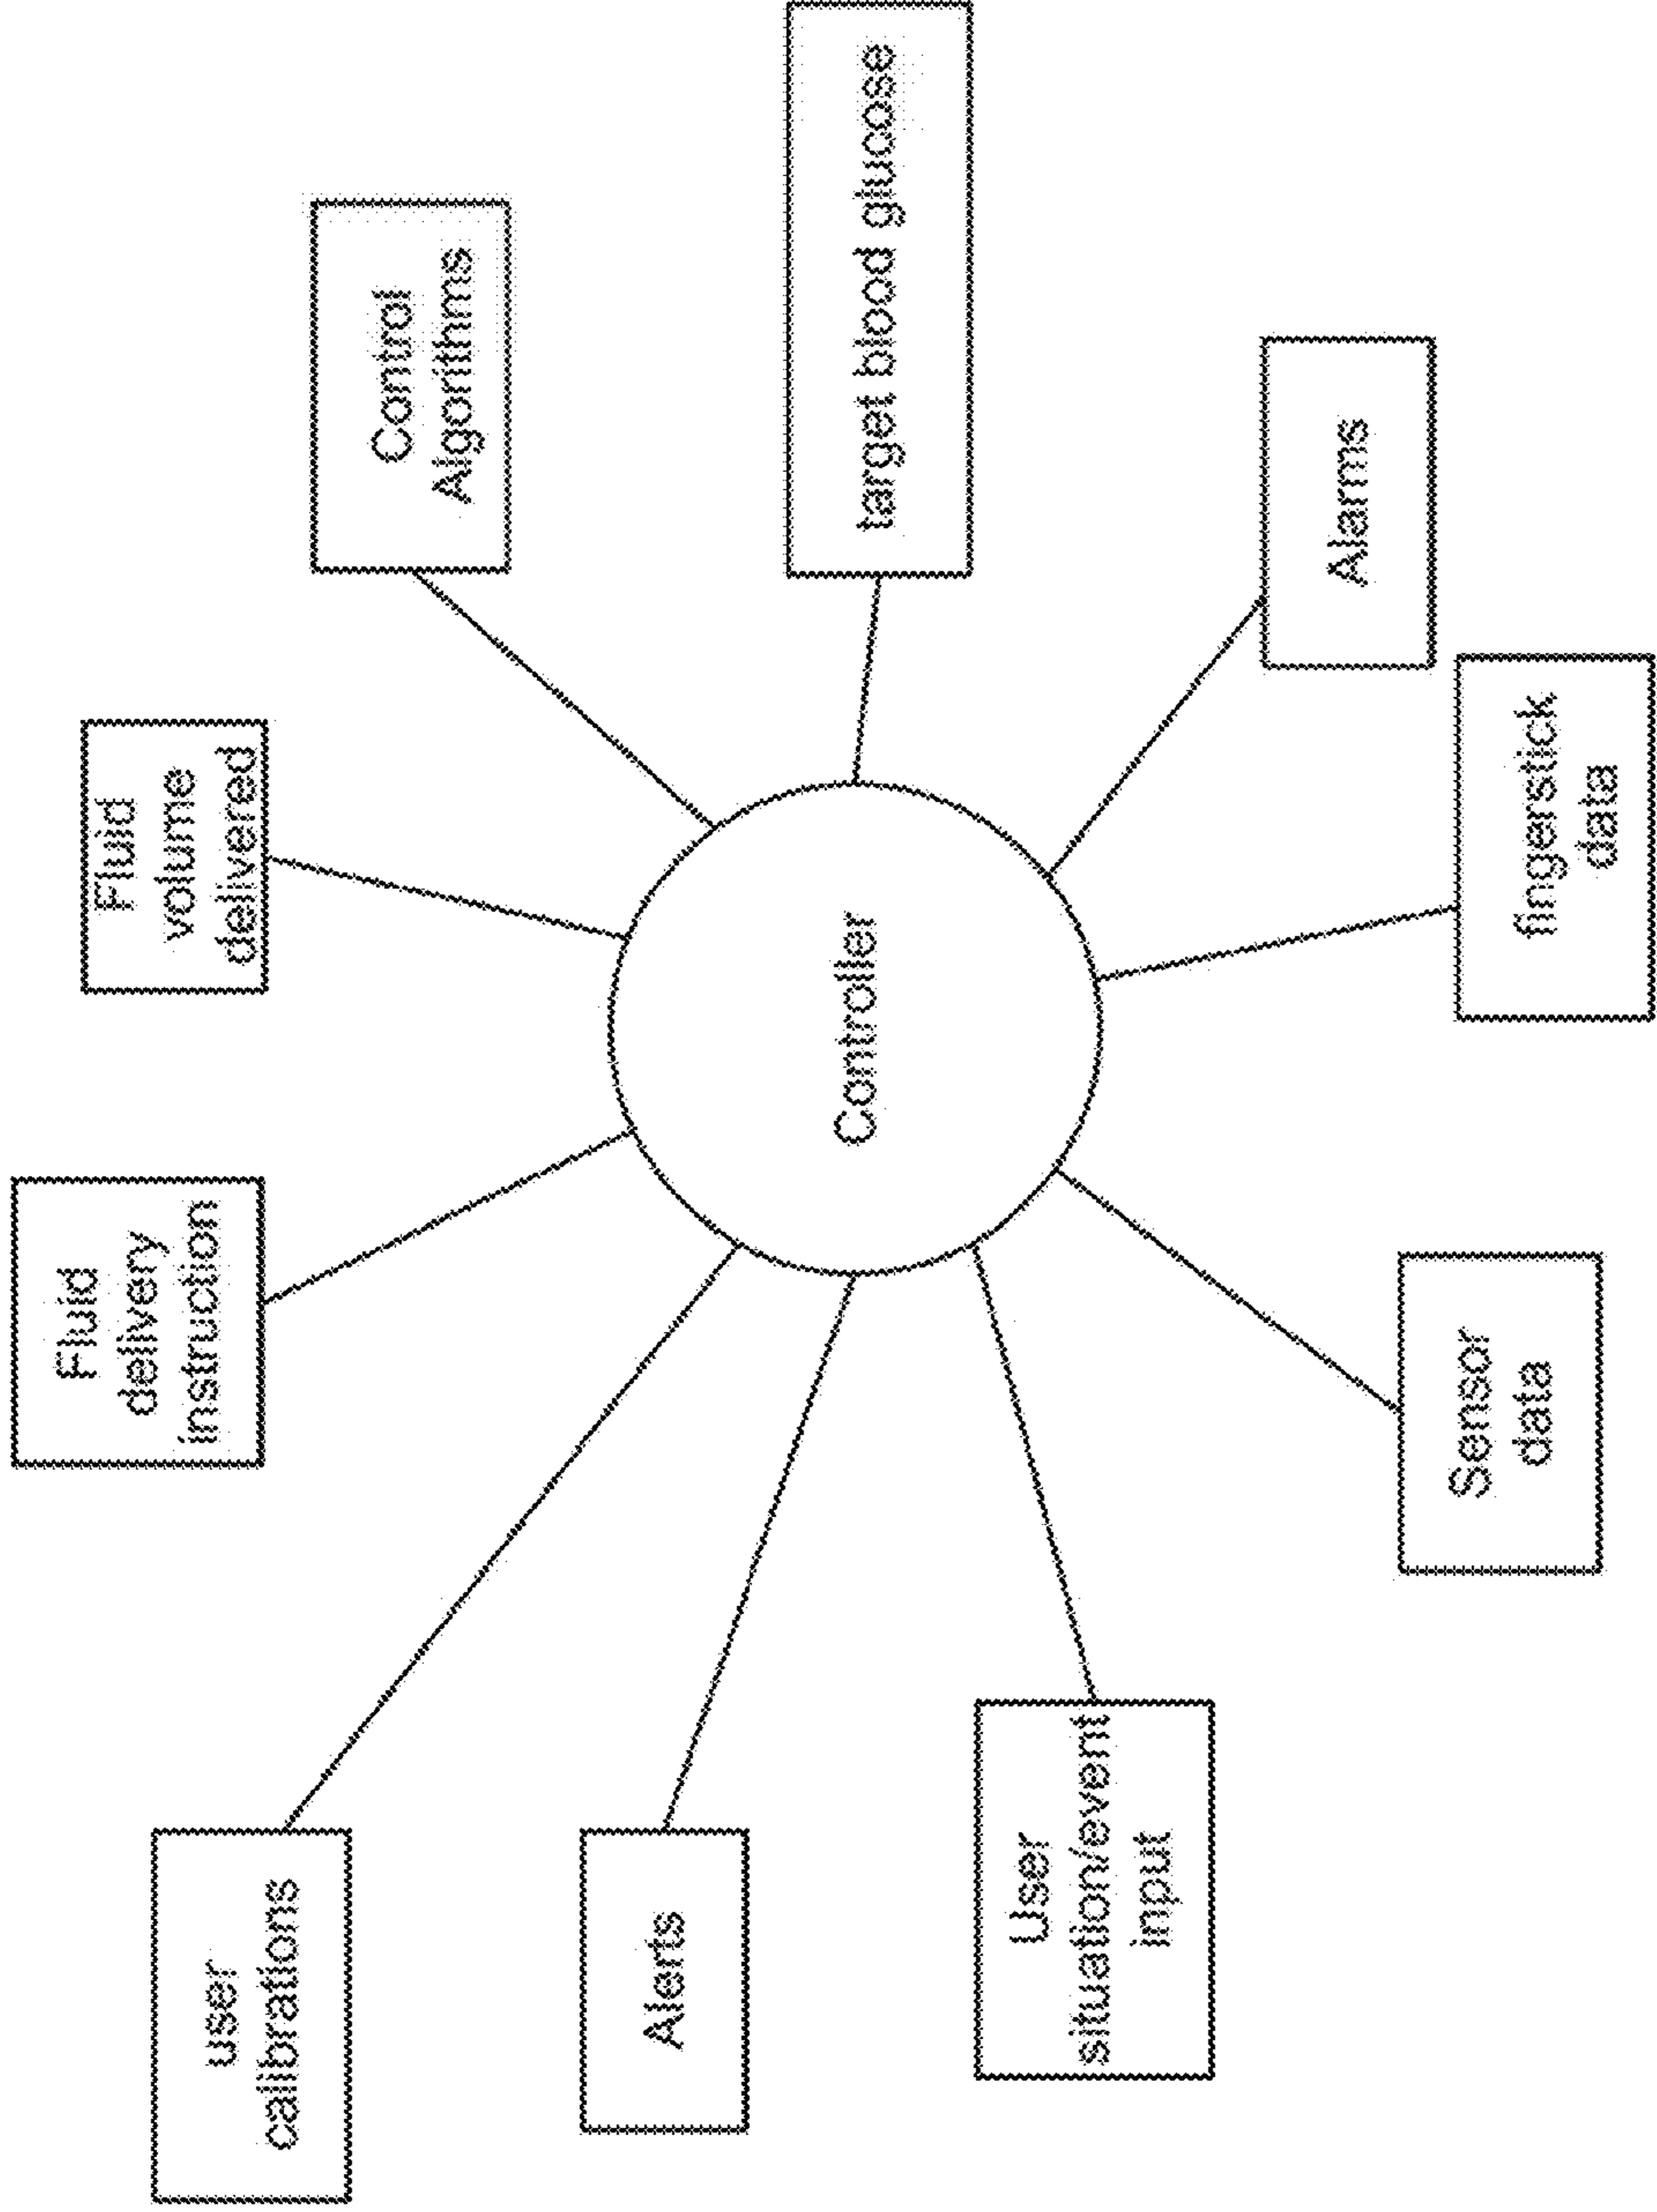 Fluid
delivery
instruction
Fluid
volume
delivered
Control
Algorithms
user
calibrations
Alerts
Controller
target blood glucose
User
situation/event
input
Sensor
data
fingerstick
data
Alarms